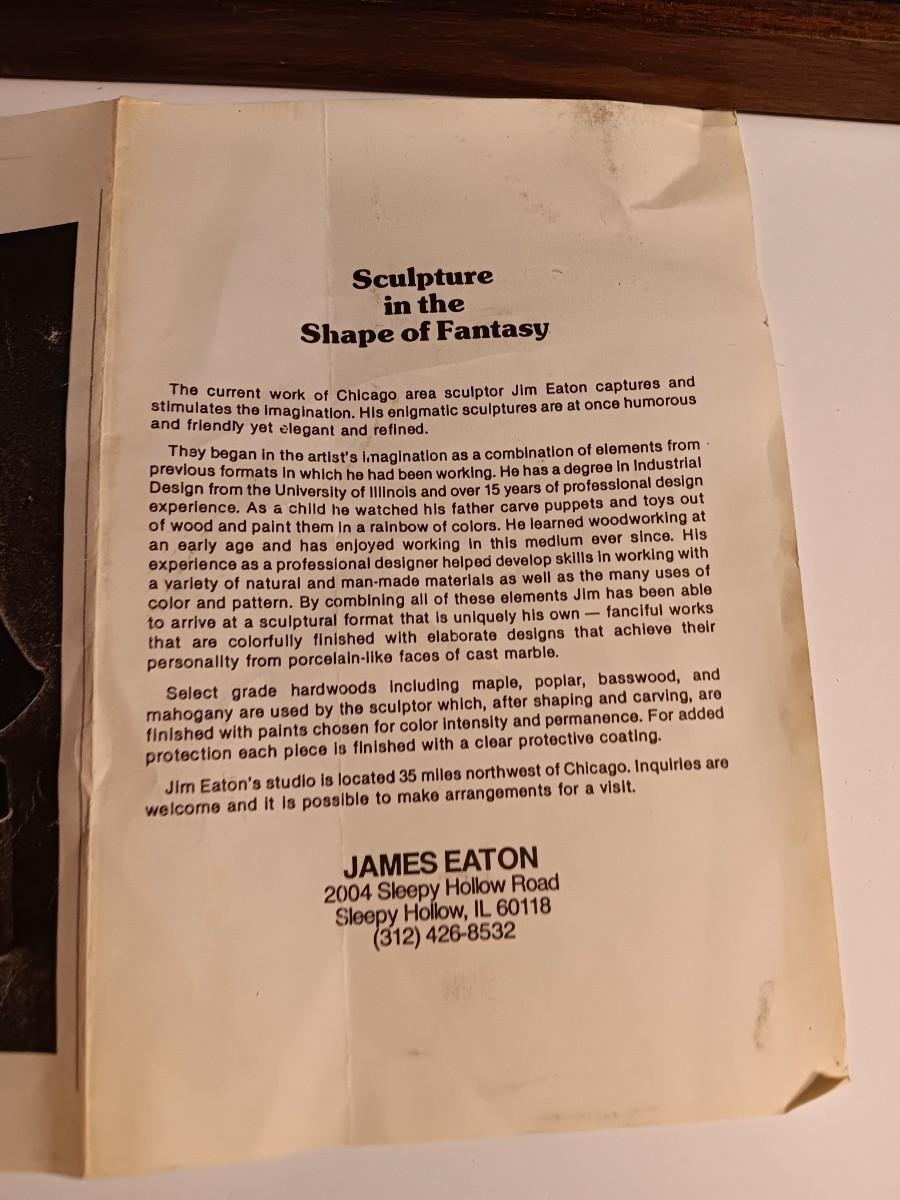 Sculpture
in the
Shape of Fantasy
The current work of Chicago area sculptor Jim Eaton captures and
stimulates the imagination. His enigmatic sculptures are at once humorous
and friendly yet elegant and refined.
They began in the artist's imagination as a combination of elements from
previous formats in which he had been working. He has a degree in Industrial
Design from the University of Illinois and over 15 years of professional design
experience. As a child he watched his father carve puppets and toys out
of wood and paint them in a rainbow of colors. He learned woodworking at
an early age and has enjoyed working in this medium ever since. His
experience as a professional designer helped develop skills in working with
a variety of natural and man-made materials as well as the many uses of
color and pattern. By combining all of these elements Jim has been able
to arrive at a sculptural format that is uniquely his own — fanciful works
that are colorfully finished with elaborate designs that achieve their
personality from porcelain-like faces of cast marble.
Select grade hardwoods including maple, poplar, basswood, and
mahogany are used by the sculptor which, after shaping and carving, are
finished with paints chosen for color intensity and permanence. For added
protection each piece is finished with a clear protective coating.
Jim Eaton's studio is located 35 miles northwest of Chicago. Inquiries are
welcome and it is possible to make arrangements for a visit.
JAMES EATON
2004 Sleepy Hollow Road
Sleepy Hollow, IL 60118
(312) 426-8532